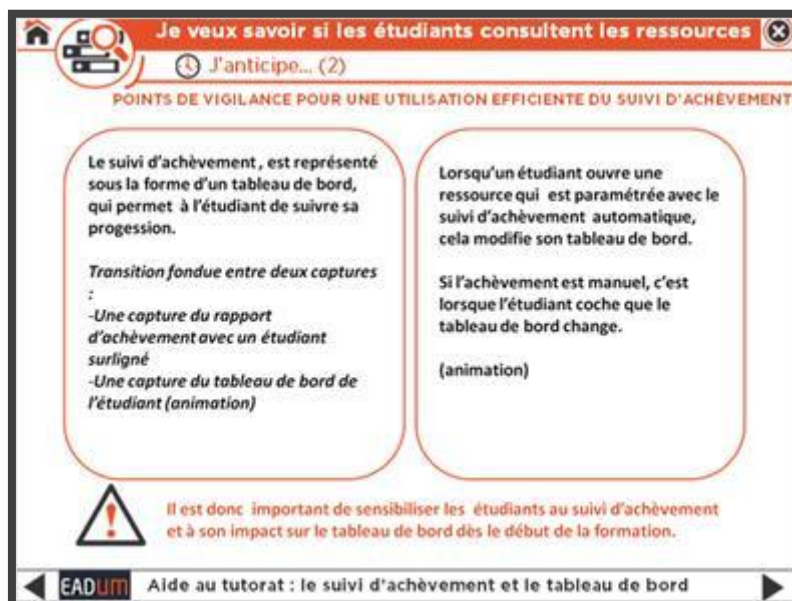 Je veux savoir si les étudiants consultent les ressources
J'anticipe... (2)
POINTS DE VIGILANCE POUR UNE UTILISATION EFFICIENTE DU SUIVI D'ACHÈVEMENT
Le suivi d'achèvement , est représenté
sous la forme d'un tableau de bord,
qui permet à l'étudiant de suivre sa
progession.
Transition fondue entre deux captures
:
-Une capture du rapport
d'achèvement avec un étudiant
surligné
-Une capture du tableau de bord de
l'étudiant (animation)
Lorsqu'un étudiant ouvre une
ressource qui est paramétrée avec le
suivi d'achèvement automatique,
cela modifie son tableau de bord.
Si l'achèvement est manuel, c'est
lorsque l'étudiant coche que le
tableau de bord change.
(animation)
Il est donc important de sensibiliser les étudiants au suivi d'achèvement
et à son impact sur le tableau de bord dès le début de la formation.
EADUM Aide au tutorat : le suivi d'achèvement et le tableau de bord